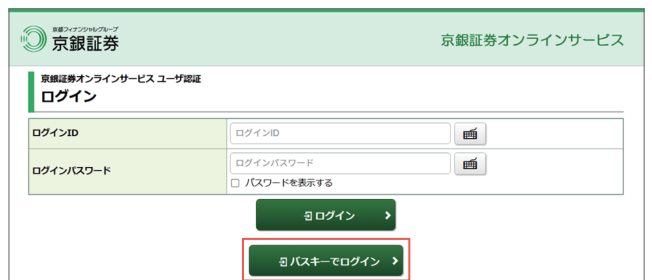 京都フィナンシャルグループ
京銀証券
京銀証券オンラインサービス
京銀証券オンラインサービス ユーザ認証
ログイン
ログインID
ログインID
ログインパスワード
ログインパスワード
パスワードを表示する
ログイン
パスキーでログイン